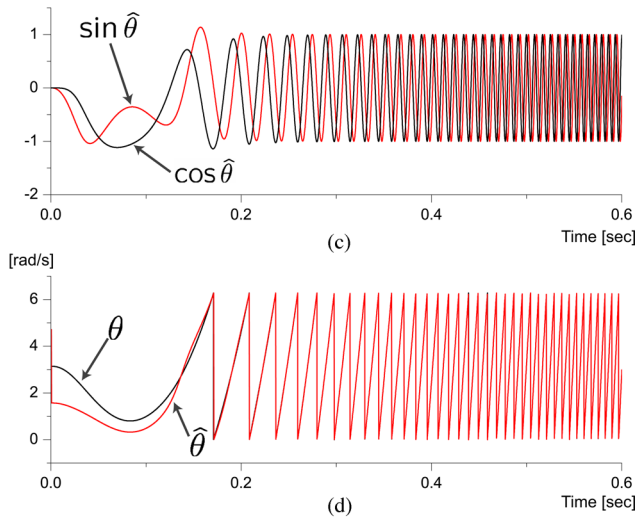 sin θ̂
1
0
-1
cos θ̂
-2
0.0
0.2
0.4
0.6
Time [sec]
(c)
[rad/s]
6
θ
4
2
θ̂
0
0.0
0.2
0.4
0.6
Time [sec]
(d)